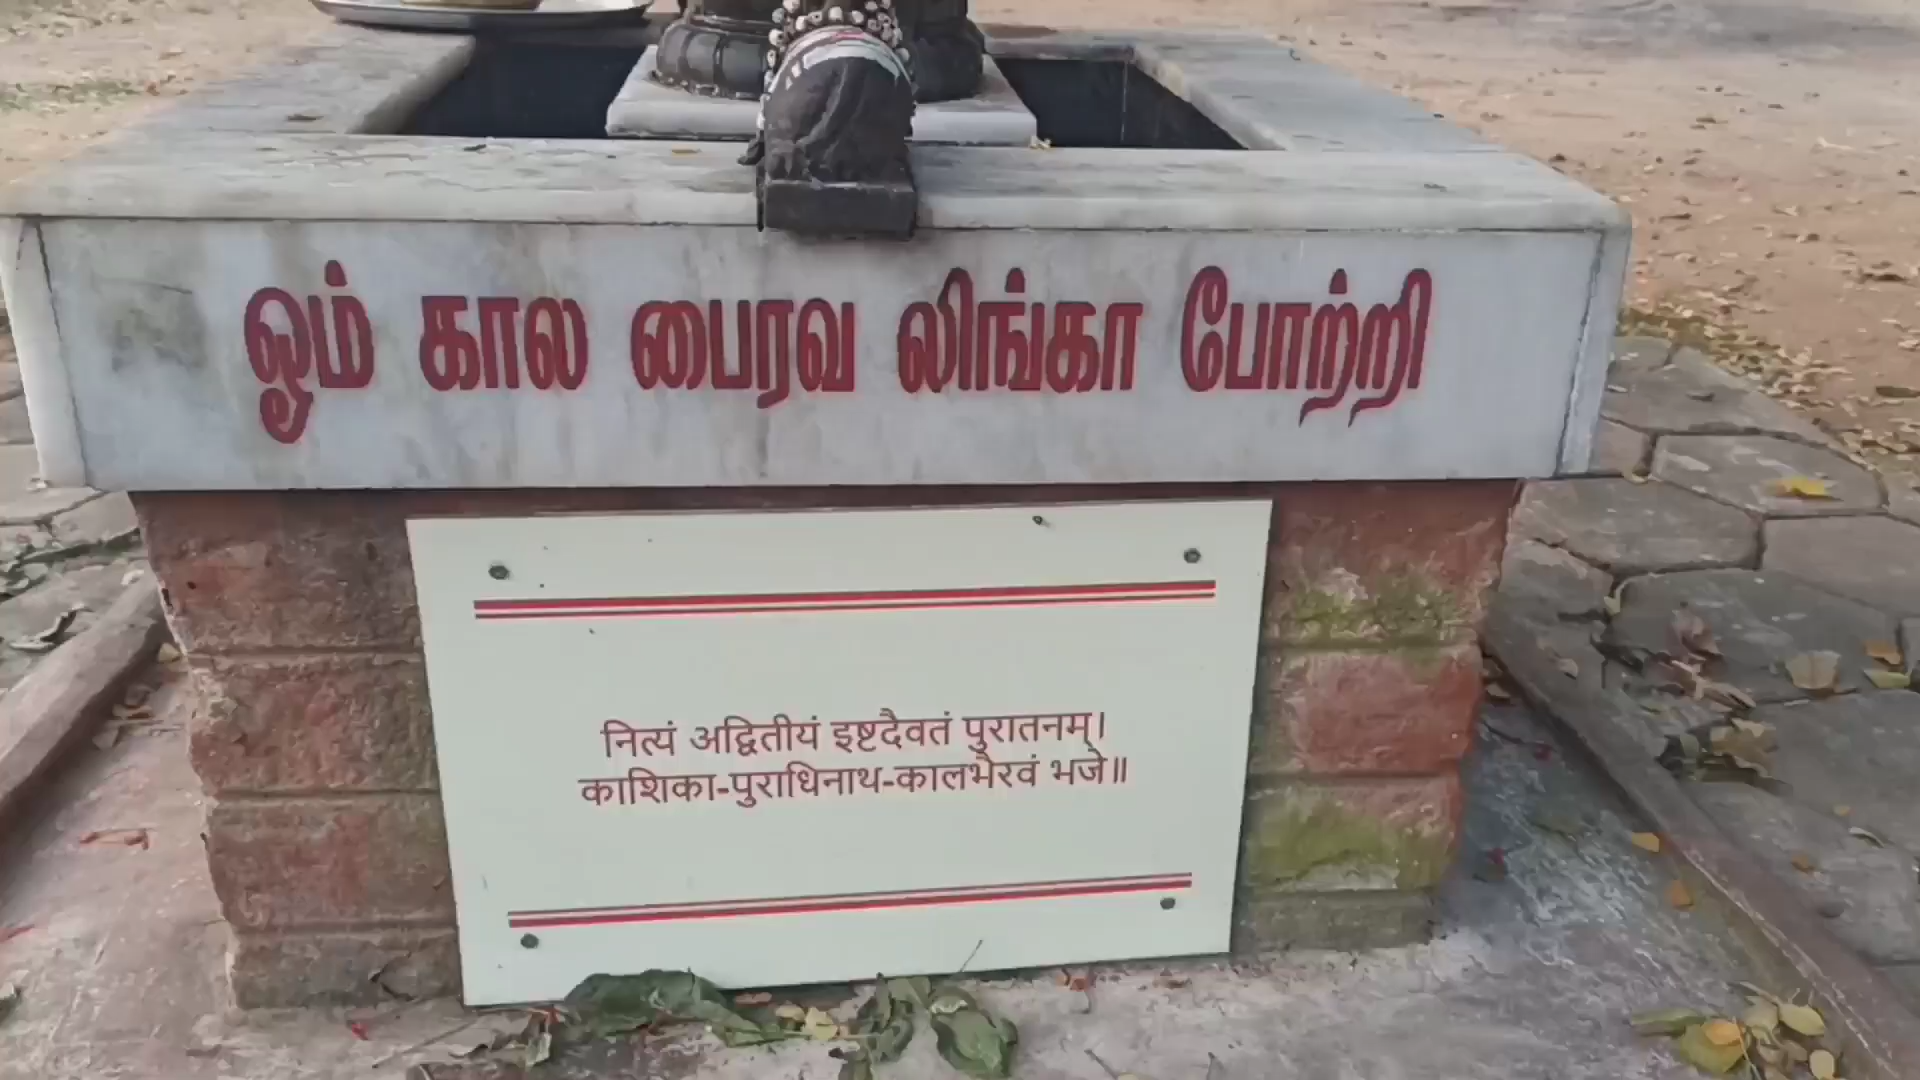 ஓம் கால பைரவ லிங்கா போற்றி
नित्यं अद्वितीयं इष्टदैवतं पुरातनम्।
काशिका-पुराधिनाथ-कालभैरवं भजे॥